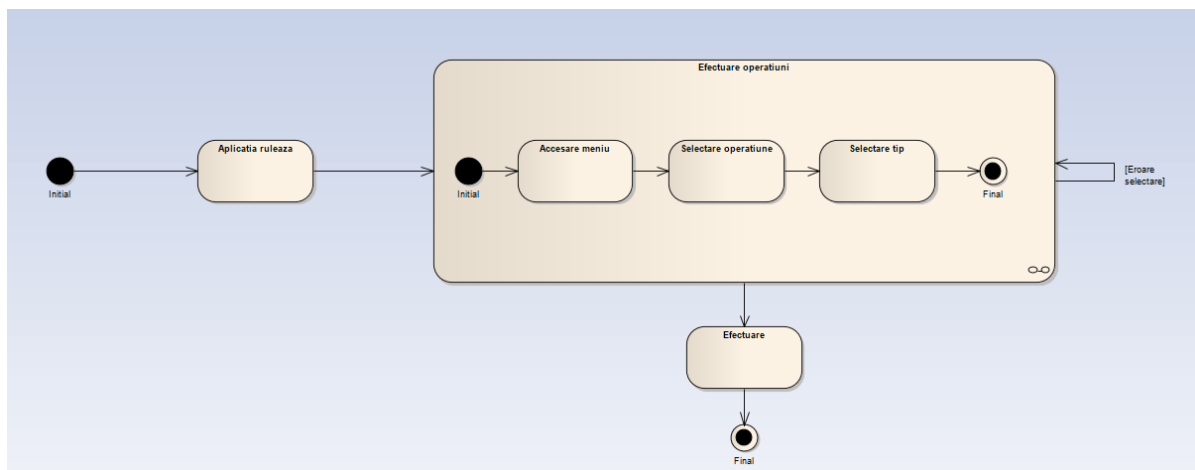 Efectuare operatiuni
Aplicatia ruleaza
Accesare meniu
Selectare operatiune
Selectare tip
[Eroare
selectare]
Initial
Initial
Final
Efectuare
Final